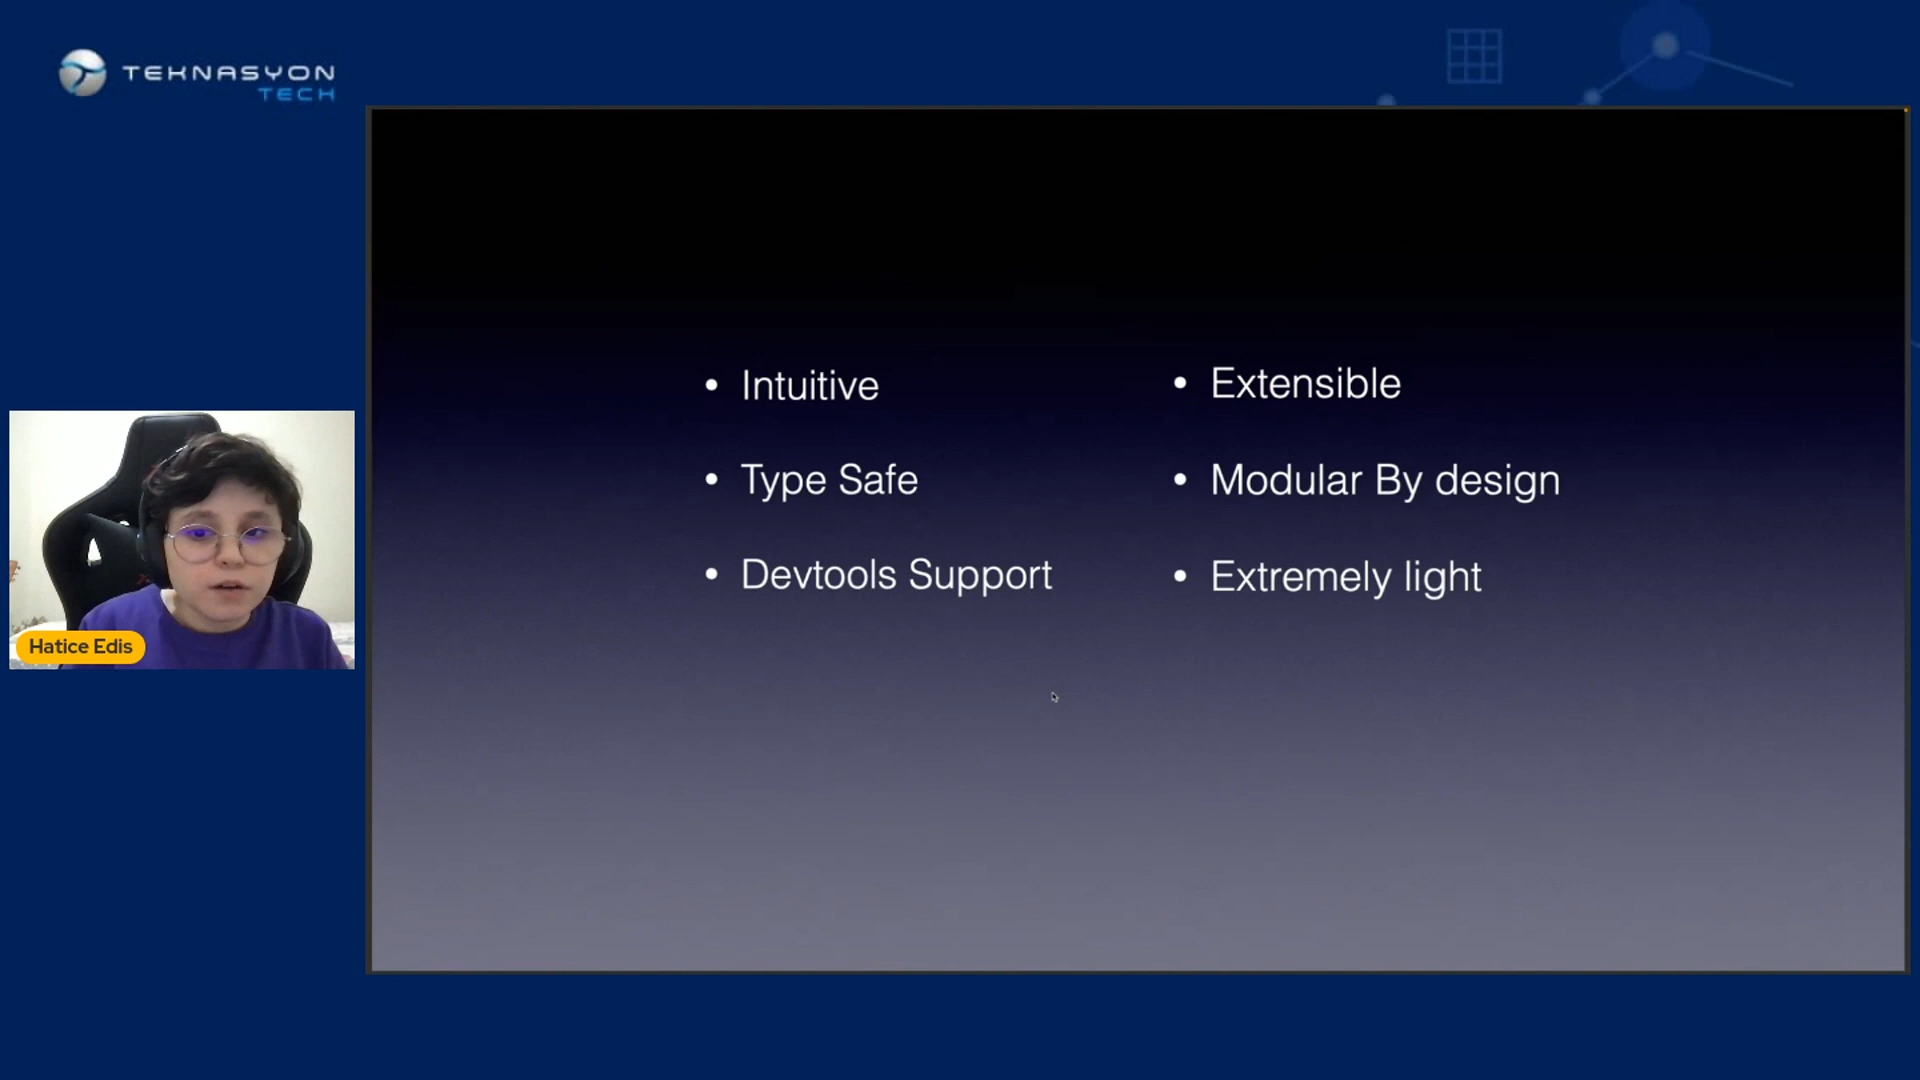 TEKNASYON
TECH
• Intuitive
• Type Safe
• Devtools Support
• Extensible
• Modular By design
• Extremely light
Hatice Edis